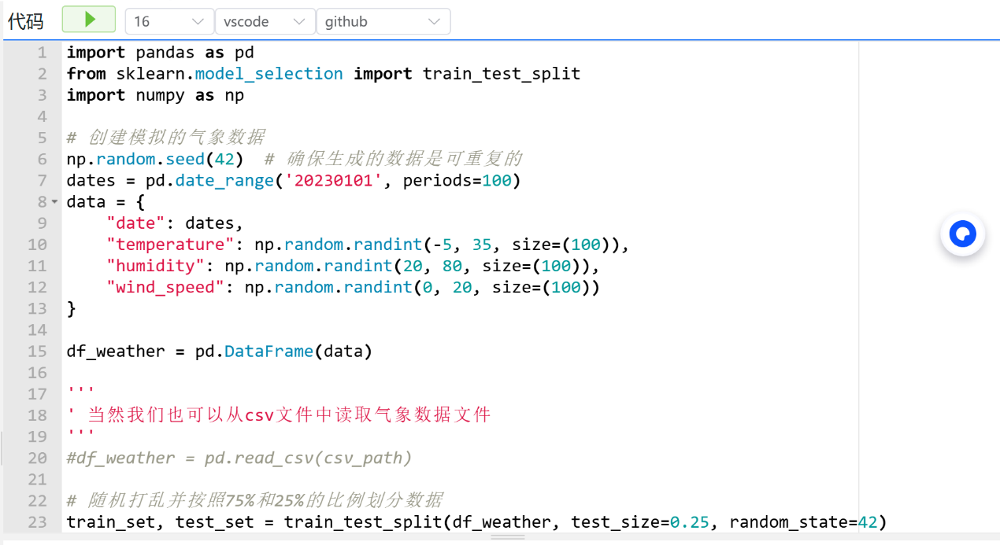 代码 16 vscode github
1 import pandas as pd
2 from sklearn.model_selection import train_test_split
3 import numpy as np
4
5 # 创建模拟的气象数据
6 np.random.seed(42)  # 确保生成的数据是可重复的
7 dates = pd.date_range('20230101', periods=100)
8 data = {
9     "date": dates,
10     "temperature": np.random.randint(-5, 35, size=(100)),
11     "humidity": np.random.randint(20, 80, size=(100)),
12     "wind_speed": np.random.randint(0, 20, size=(100))
13 }
14
15 df_weather = pd.DataFrame(data)
16
17 '''
18 ' 当然我们也可以从csv文件中读取气象数据文件
19 '''
20 #df_weather = pd.read_csv(csv_path)
21
22 # 随机打乱并按照75%和25%的比例划分数据
23 train_set, test_set = train_test_split(df_weather, test_size=0.25, random_state=42)